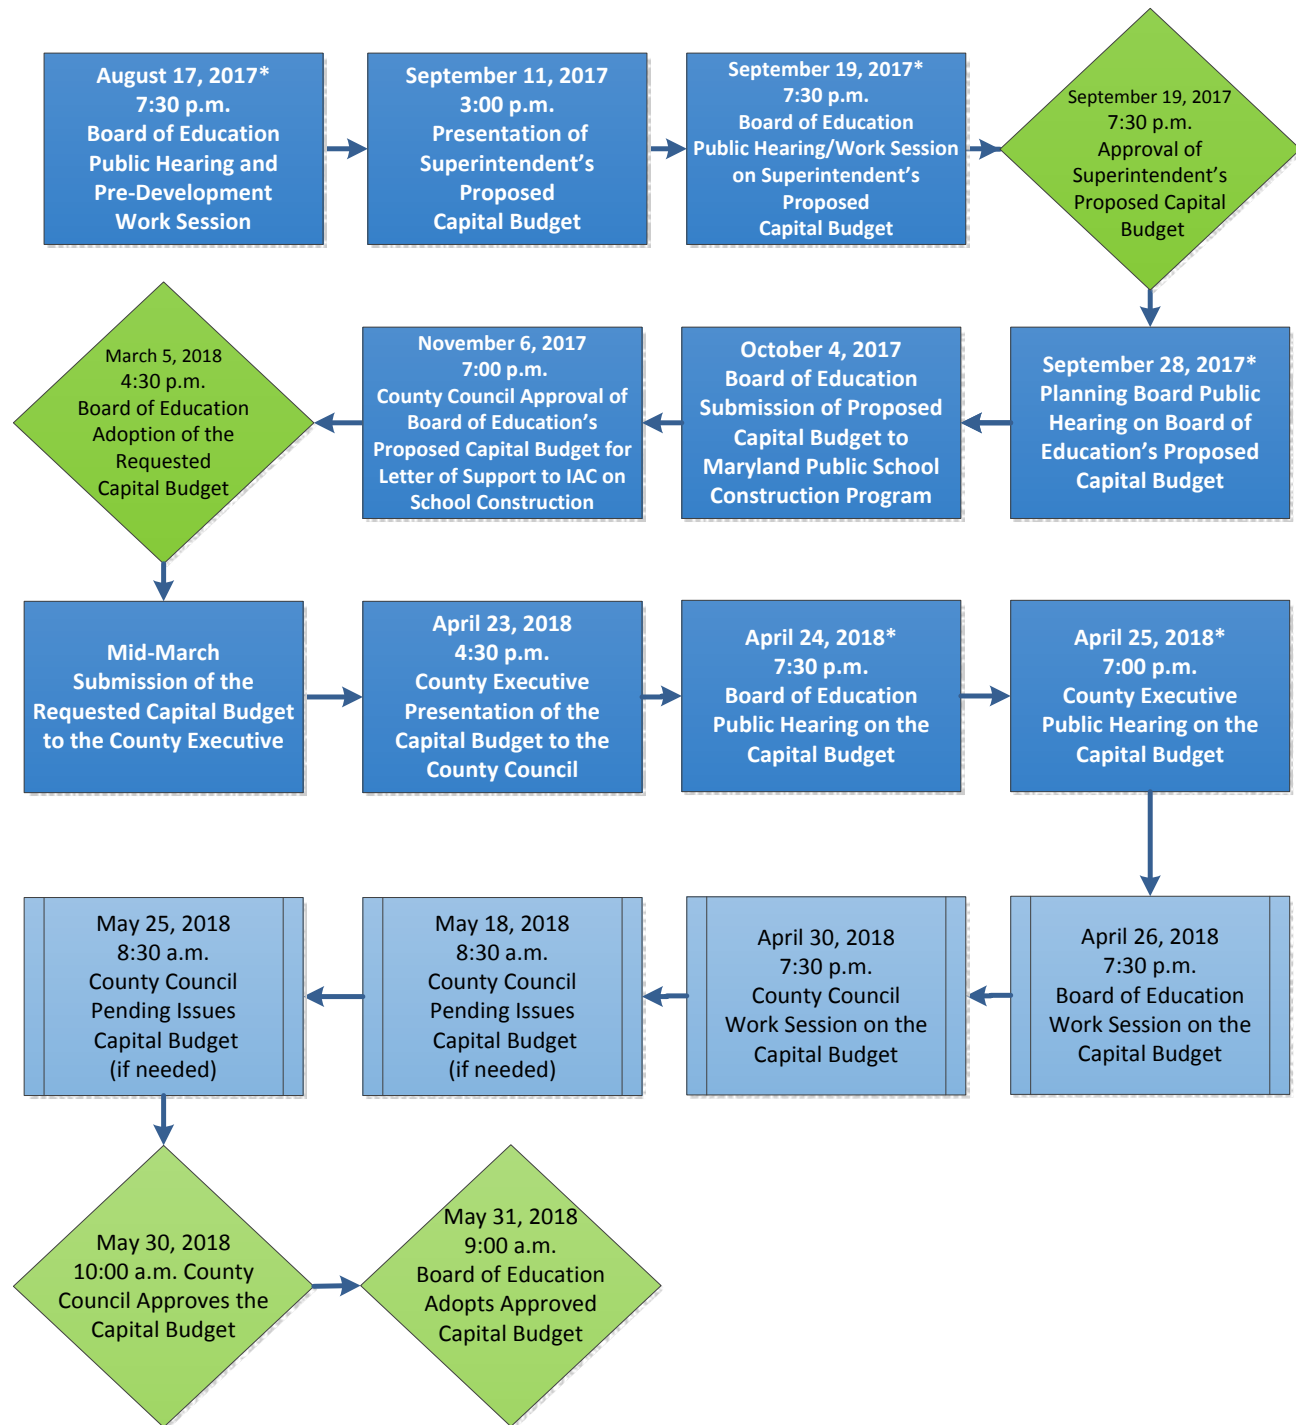 August 17, 2017*
7:30 p.m.
Board of Education
Public Hearing and
Pre-Development
Work Session
September 11, 2017
3:00 p.m.
Presentation of
Superintendent’s
Proposed
Capital Budget
September 19, 2017*
7:30 p.m.
Board of Education
Public Hearing/Work Session
on Superintendent’s
Proposed
Capital Budget
September 19, 2017
7:30 p.m.
Approval of
Superintendent’s
Proposed Capital
Budget
September 28, 2017*
Planning Board Public
Hearing on Board of
Education’s Proposed
Capital Budget
October 4, 2017
Board of Education
Submission of Proposed
Capital Budget to
Maryland Public School
Construction Program
November 6, 2017
7:00 p.m.
County Council Approval of
Board of Education’s
Proposed Capital Budget for
Letter of Support to IAC on
School Construction
March 5, 2018
4:30 p.m.
Board of Education
Adoption of the
Requested
Capital Budget
Mid-March
Submission of the
Requested Capital Budget
to the County Executive
April 23, 2018
4:30 p.m.
County Executive
Presentation of the
Capital Budget to the
County Council
April 24, 2018*
7:30 p.m.
Board of Education
Public Hearing on the
Capital Budget
April 25, 2018*
7:00 p.m.
County Executive
Public Hearing on the
Capital Budget
April 26, 2018
7:30 p.m.
Board of Education
Work Session on the
Capital Budget
April 30, 2018
7:30 p.m.
County Council
Work Session on the
Capital Budget
May 18, 2018
8:30 a.m.
County Council
Pending Issues
Capital Budget
(if needed)
May 25, 2018
8:30 a.m.
County Council
Pending Issues
Capital Budget
(if needed)
May 30, 2018
10:00 a.m. County
Council Approves the
Capital Budget
May 31, 2018
9:00 a.m.
Board of Education
Adopts Approved
Capital Budget